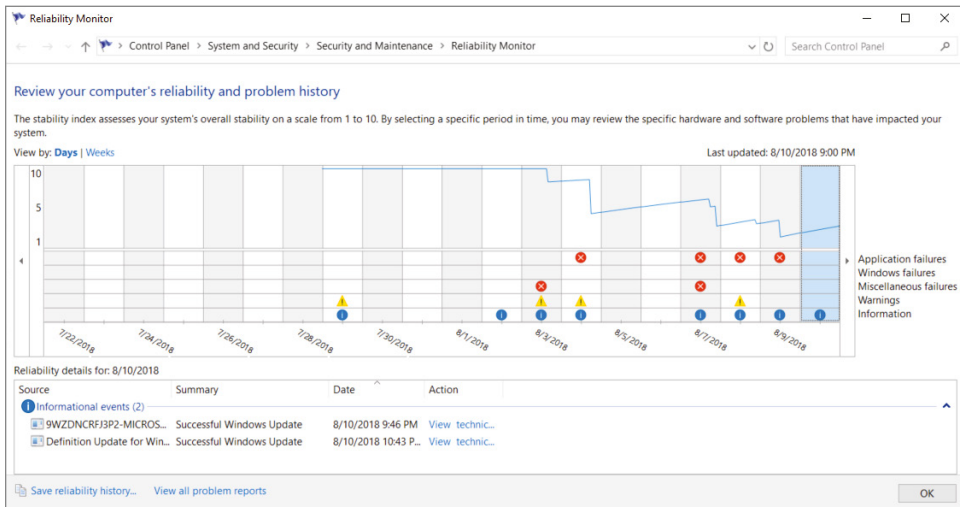 Reliability Monitor
Control Panel > System and Security > Security and Maintenance > Reliability Monitor
Search Control Panel
Review your computer's reliability and problem history
The stability index assesses your system's overall stability on a scale from 1 to 10. By selecting a specific period in time, you may review the specific hardware and software problems that have impacted your
system.
View by: Days | Weeks
Last updated: 8/10/2018 9:00 PM
10
5
1
Application failures
Windows failures
Miscellaneous failures
Warnings
Information
7/22/2018 7/24/2018 7/26/2018 7/28/2018 7/30/2018 8/1/2018 8/3/2018 8/5/2018 8/7/2018 8/9/2018
Reliability details for: 8/10/2018
Source Summary Date Action
Informational events (2)
9WZDNCRFJ3P2-MICROS... Successful Windows Update 8/10/2018 9:46 PM View technic...
Definition Update for Win... Successful Windows Update 8/10/2018 10:43 P... View technic...
Save reliability history... View all problem reports
OK